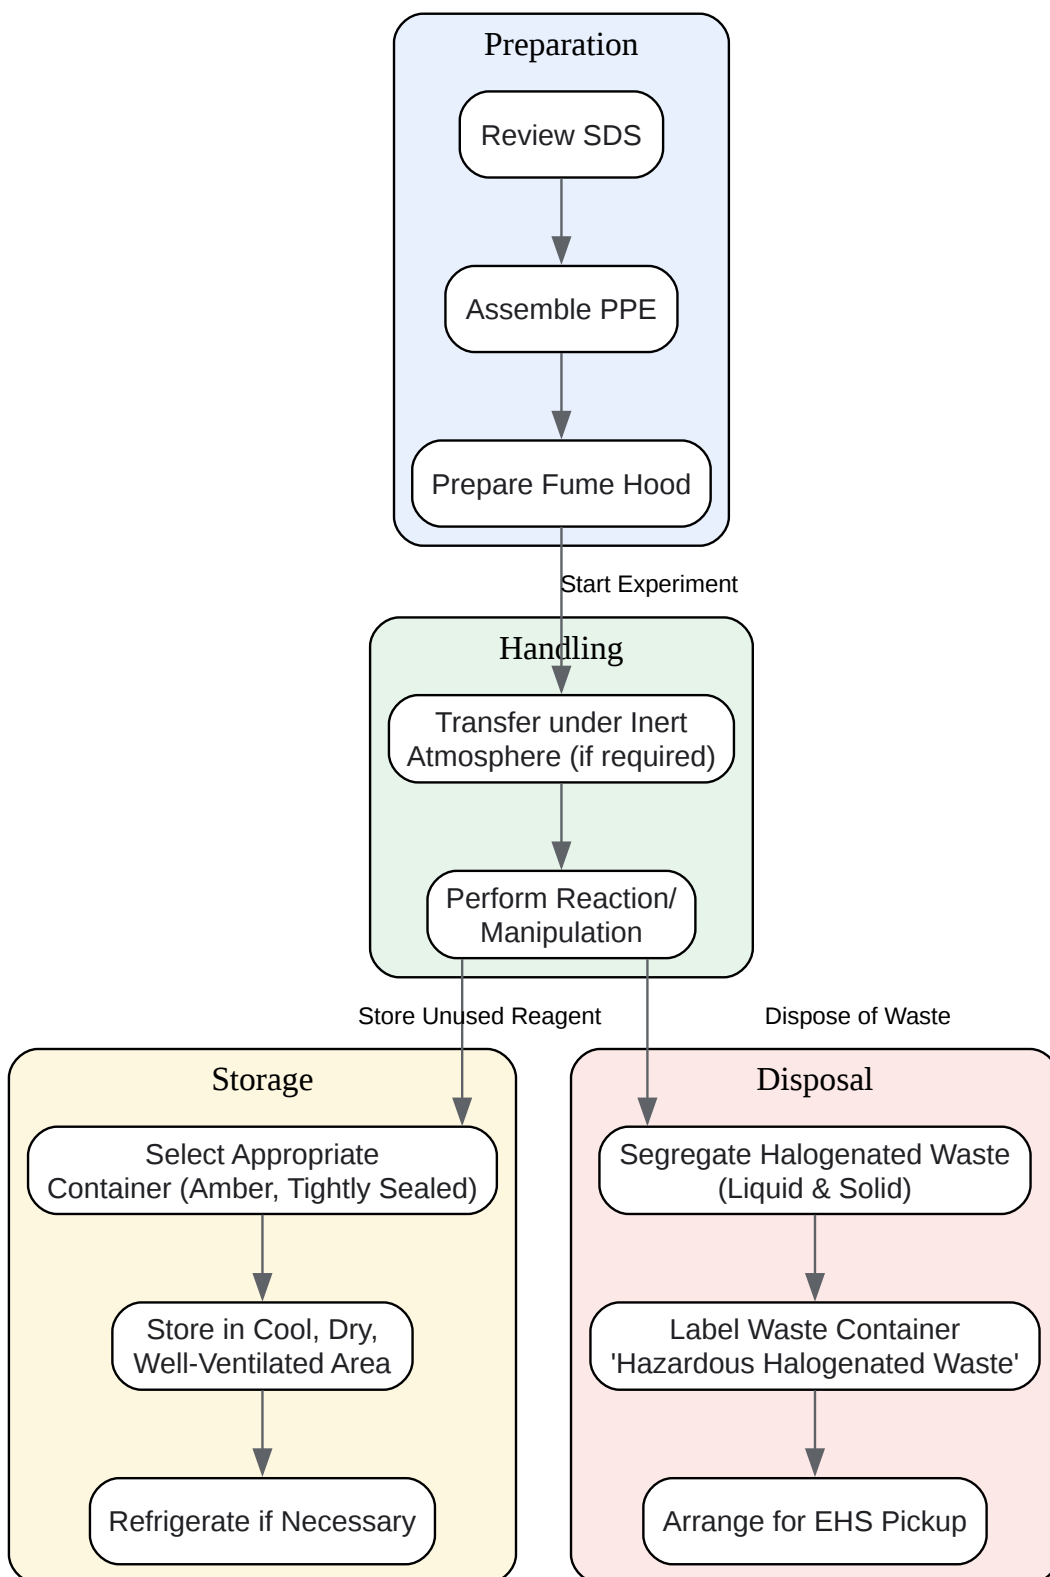 Preparation
Review SDS
Assemble PPE
Prepare Fume Hood
Start Experiment
Handling
Transfer under Inert
Atmosphere (if required)
Perform Reaction/
Manipulation
Store Unused Reagent
Dispose of Waste
Storage
Select Appropriate
Container (Amber, Tightly Sealed)
Store in Cool, Dry,
Well-Ventilated Area
Refrigerate if Necessary
Disposal
Segregate Halogenated Waste
(Liquid & Solid)
Label Waste Container
'Hazardous Halogenated Waste'
Arrange for EHS Pickup